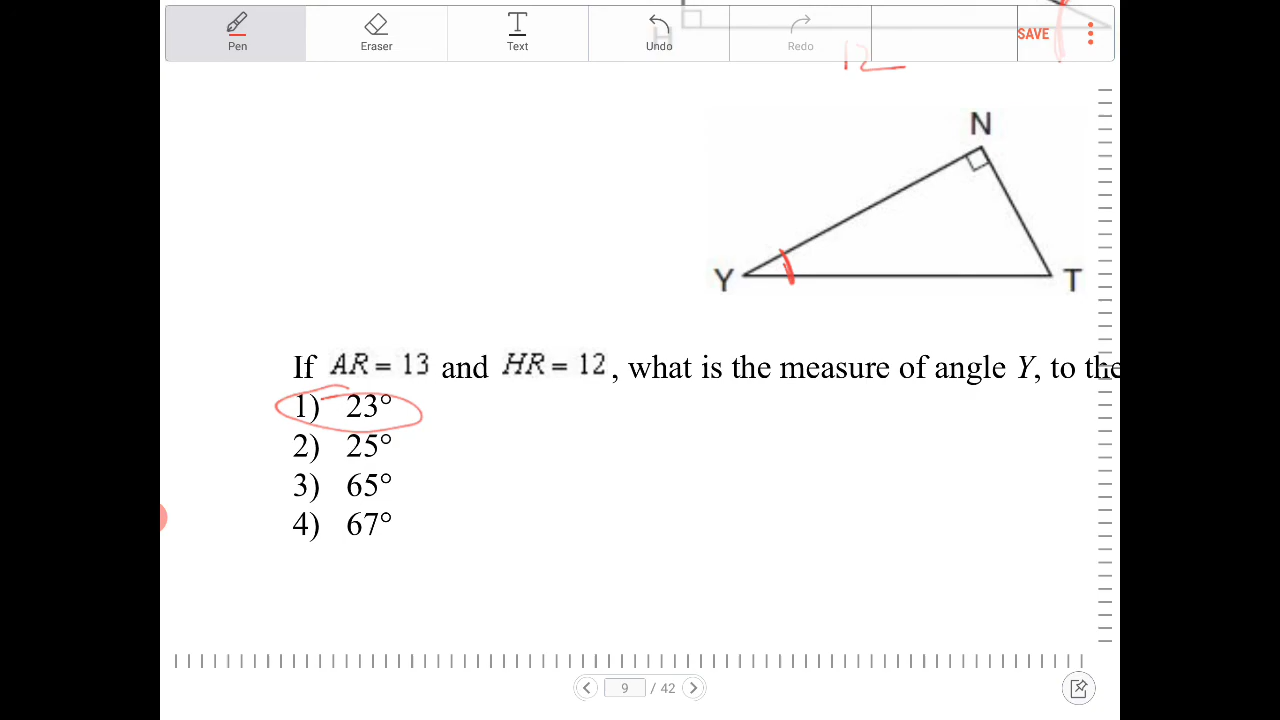 Pen Eraser Text Undo Redo SAVE
12
N
Y T
If AR = 13 and HR = 12, what is the measure of angle Y, to the
1) 23°
2) 25°
3) 65°
4) 67°
9 / 42